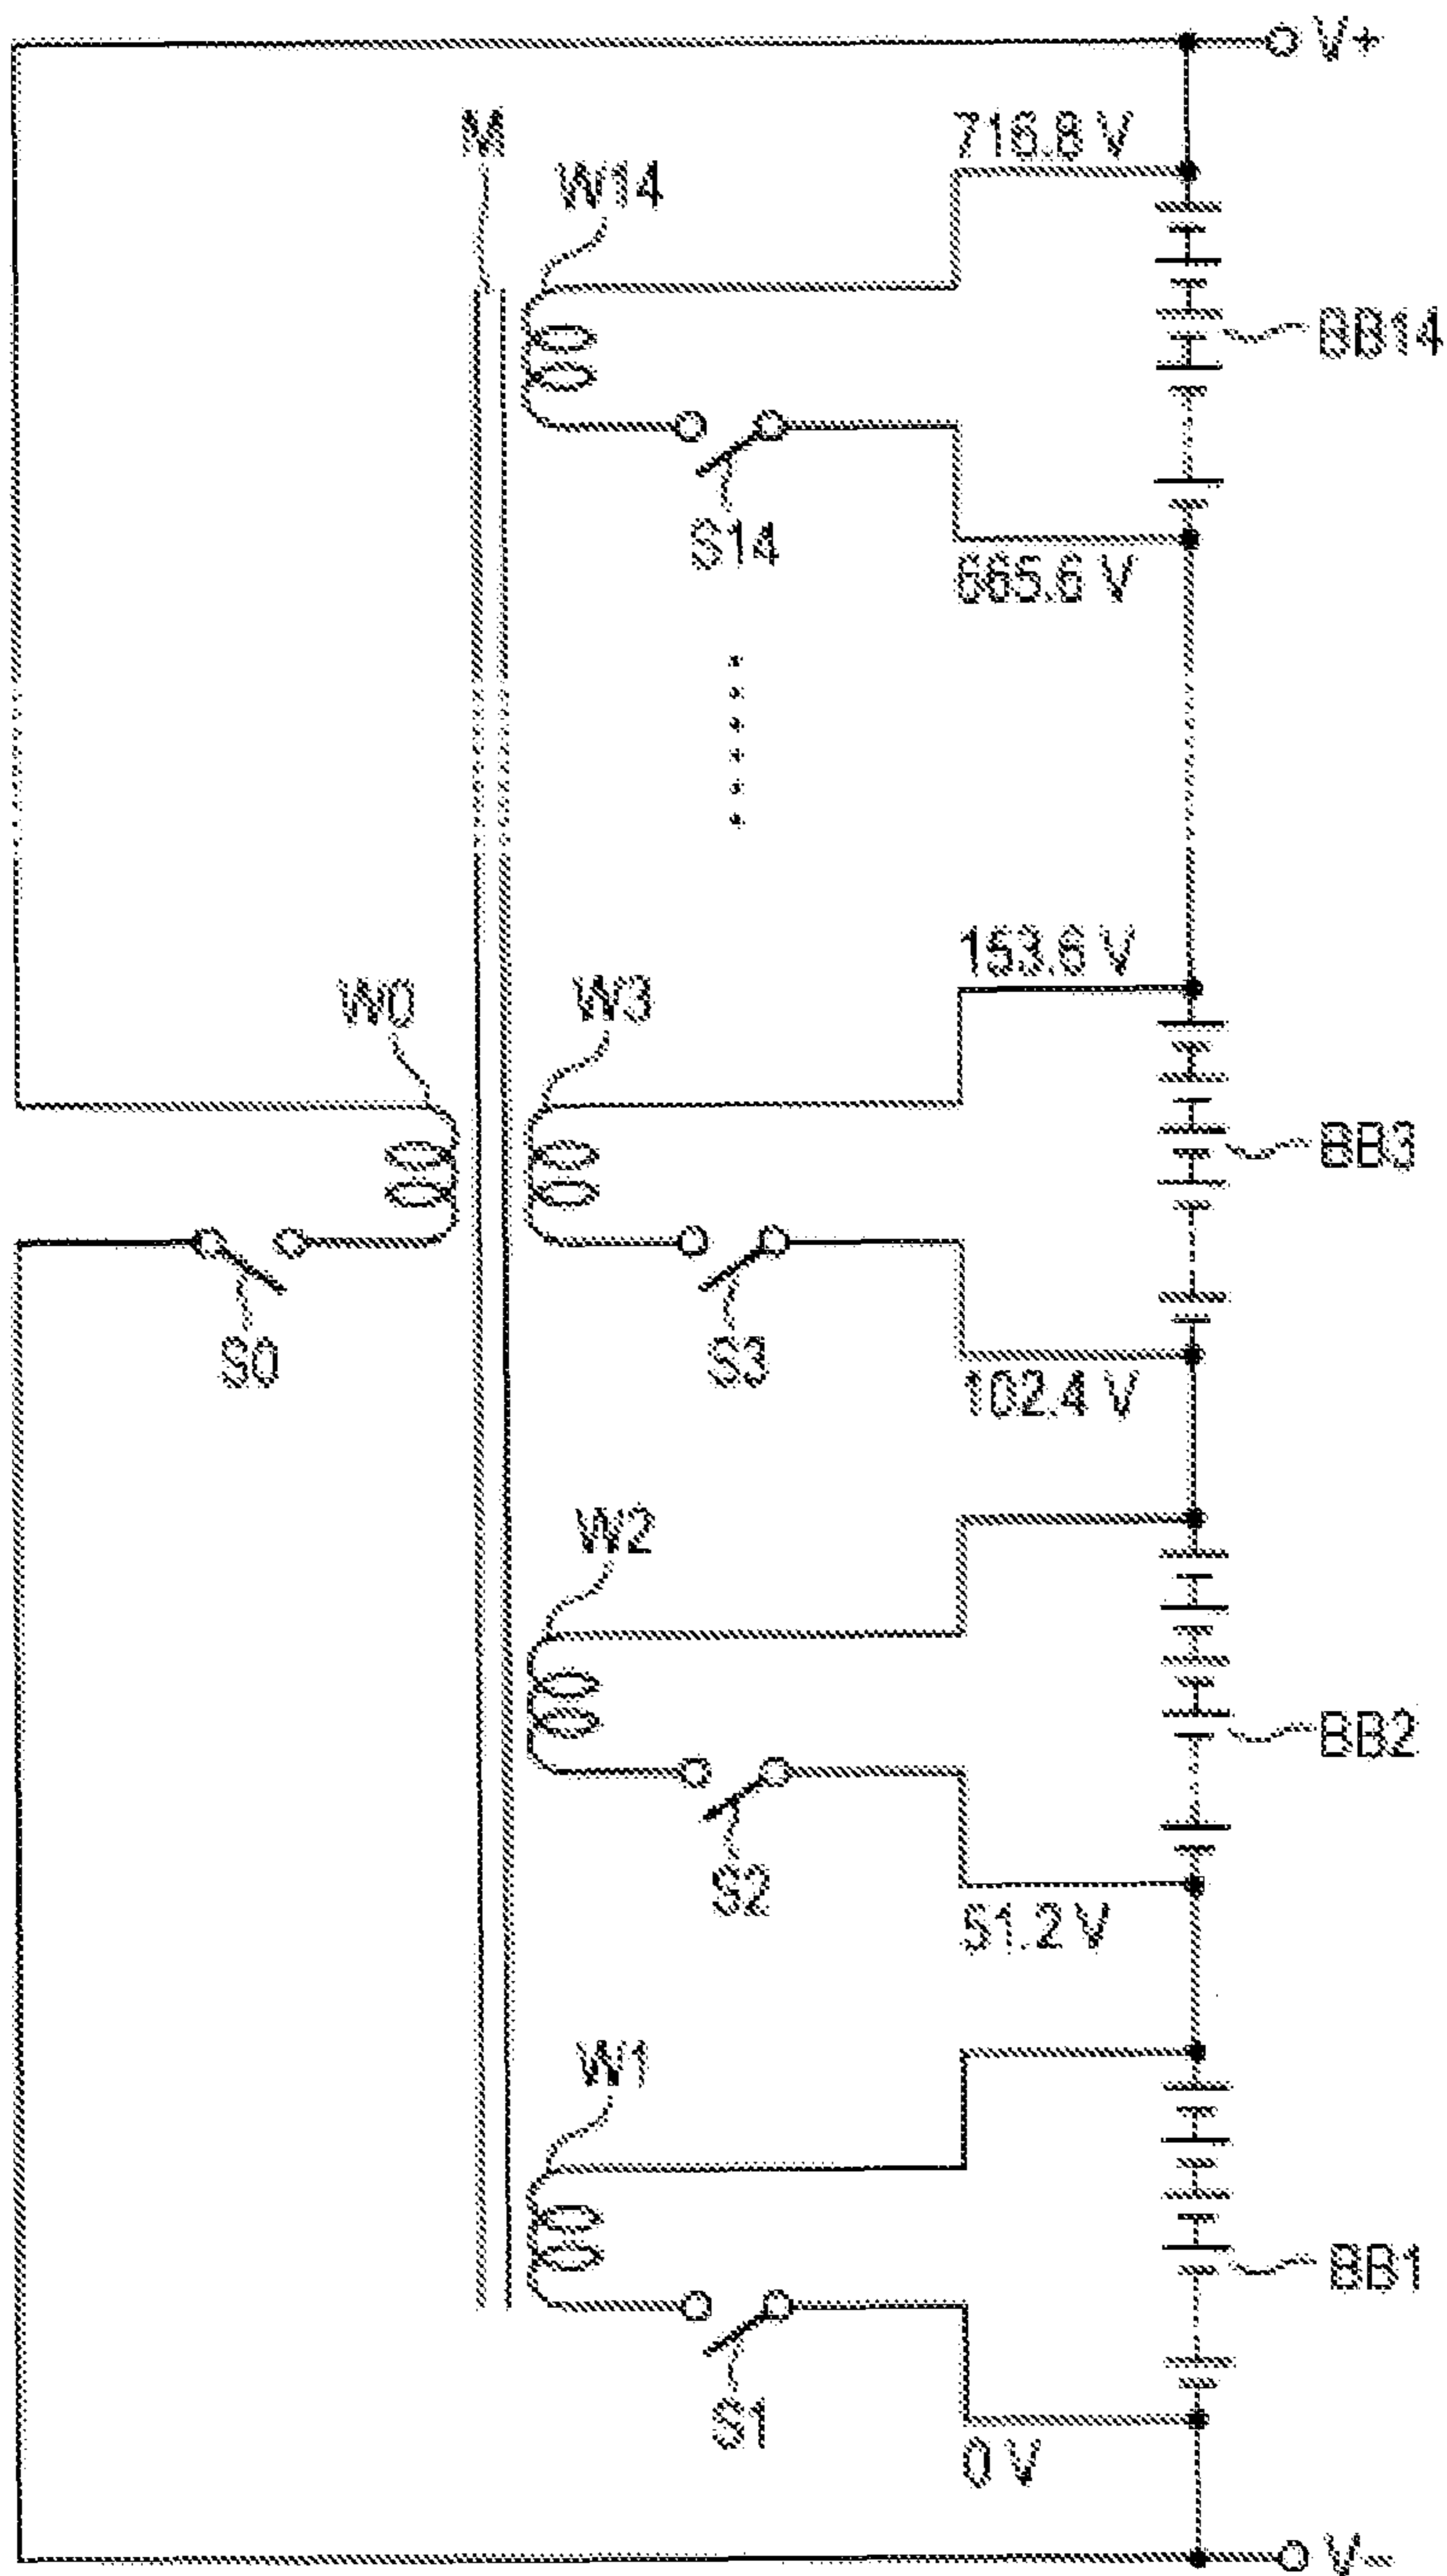 V+
716.8 V
M
W14
BB14
S14
665.6 V
153.6 V
W0
W3
BB3
S0
S3
102.4 V
W2
BB2
S2
51.2 V
W1
BB1
S1
0 V
V-